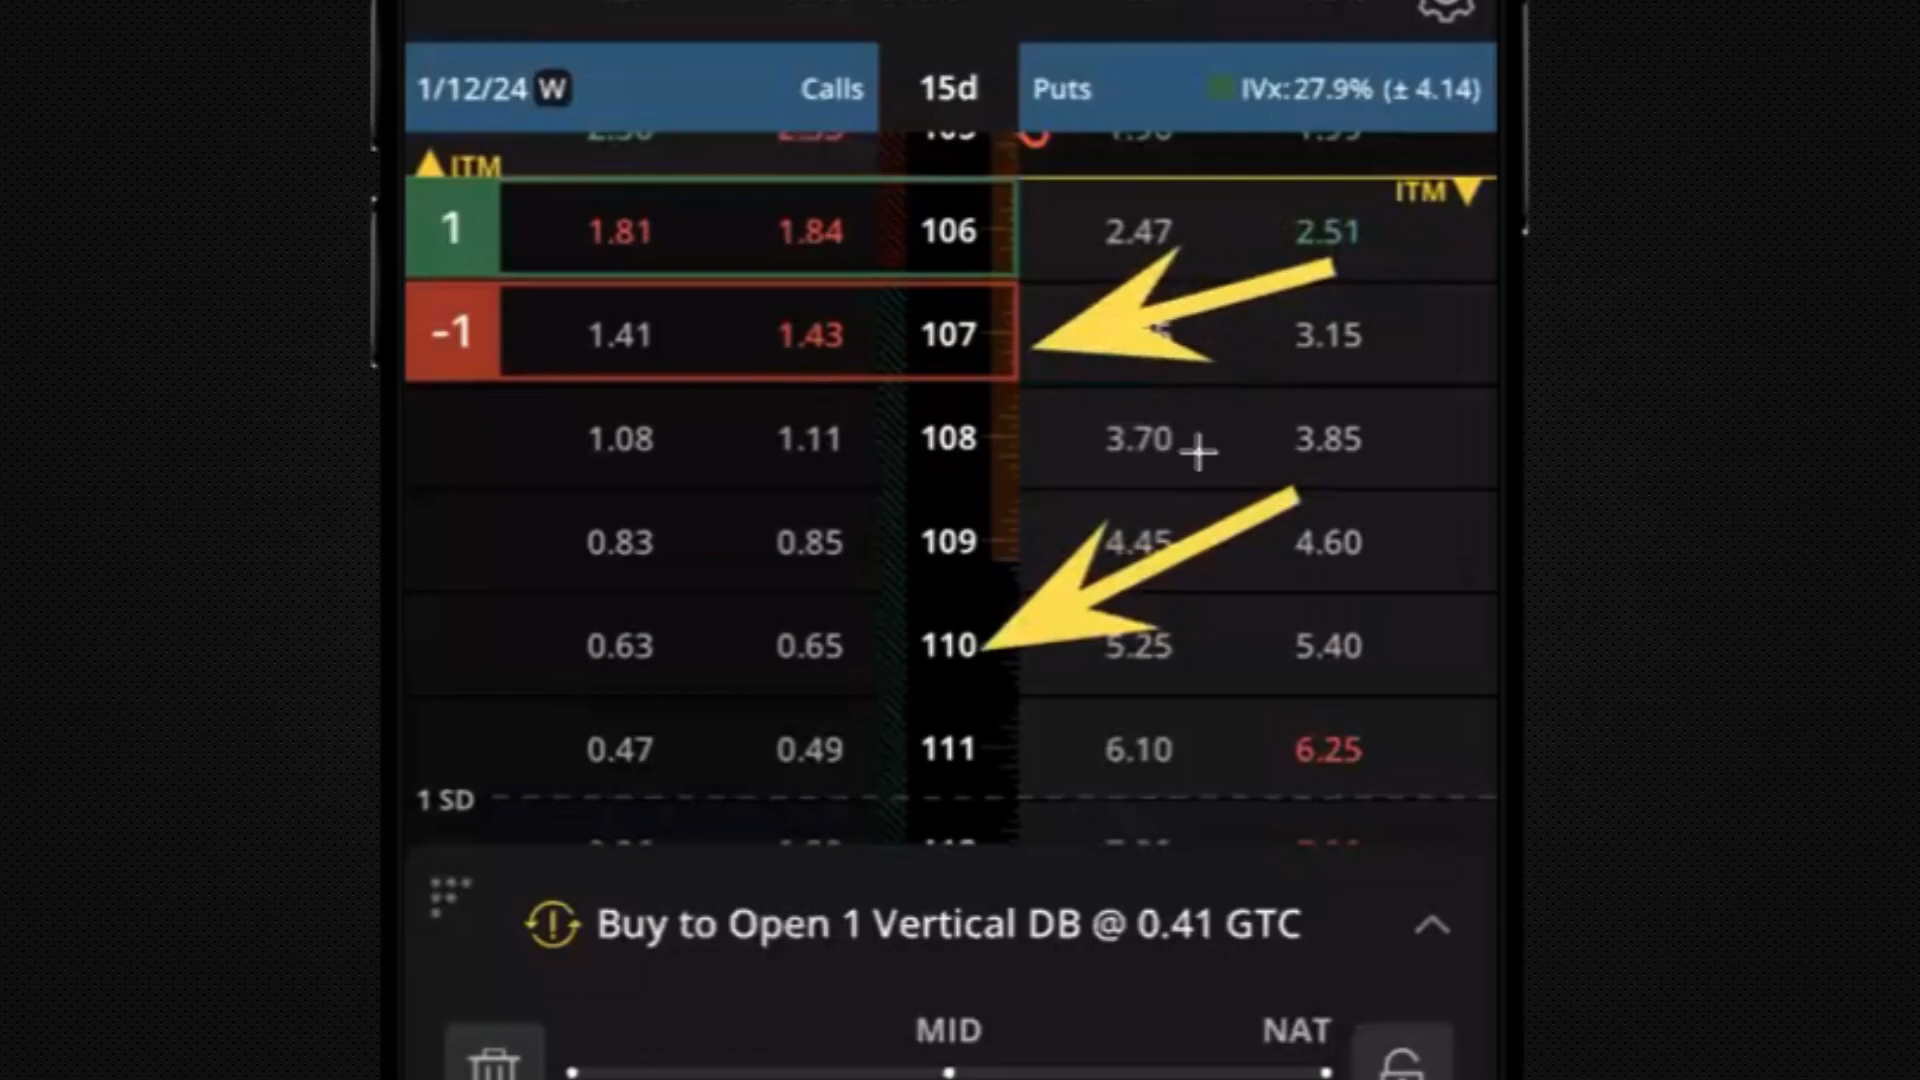 1/12/24 W Calls 15d Puts IVx: 27.9% (± 4.14)
ITM
ITM
1 1.81 1.84 106 2.47 2.51
-1 1.41 1.43 107 3.15
1.08 1.11 108 3.70 3.85
0.83 0.85 109 4.45 4.60
0.63 0.65 110 5.25 5.40
0.47 0.49 111 6.10 6.25
1 SD
Buy to Open 1 Vertical DB @ 0.41 GTC
MID NAT